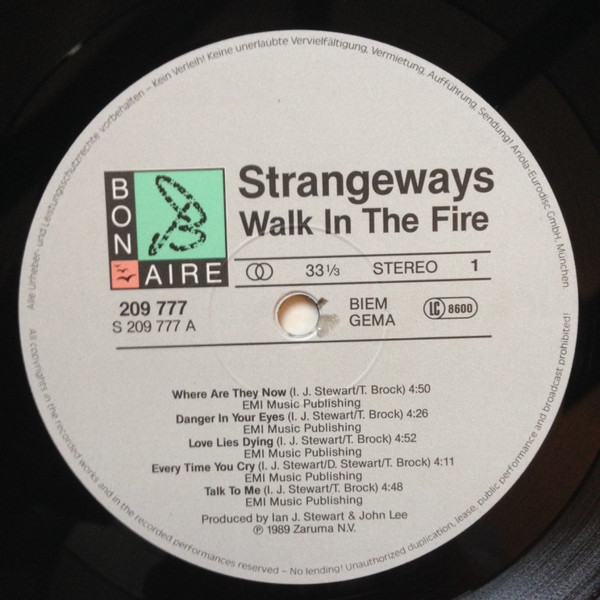 Alle Urheber- und Leistungsschutzrechte vorbehalten – Kein Verleih! Keine unerlaubte Vervielfältigung, Vermietung, Aufführung, Sendung! Ariola-Eurodisc GmbH, München.
BON
AIRE
Strangeways
Walk In The Fire
33 1/3 STEREO 1
209 777
S 209 777 A
BIEM
GEMA
LC 8600
Where Are They Now (I. J. Stewart/T. Brock) 4:50
EMI Music Publishing
Danger In Your Eyes (I. J. Stewart/T. Brock) 4:26
EMI Music Publishing
Love Lies Dying (I. J. Stewart/T. Brock) 4:52
EMI Music Publishing
Every Time You Cry (I. J. Stewart/D. Stewart/T. Brock) 4:11
EMI Music Publishing
Talk To Me (I. J. Stewart/T. Brock) 4:48
EMI Music Publishing
Produced by Ian J. Stewart & John Lee
℗ 1989 Zaruma N.V.
All copyrights in the recorded works and in the recorded performances reserved – No lending! Unauthorized duplication, lease, public performance and broadcast prohibited!